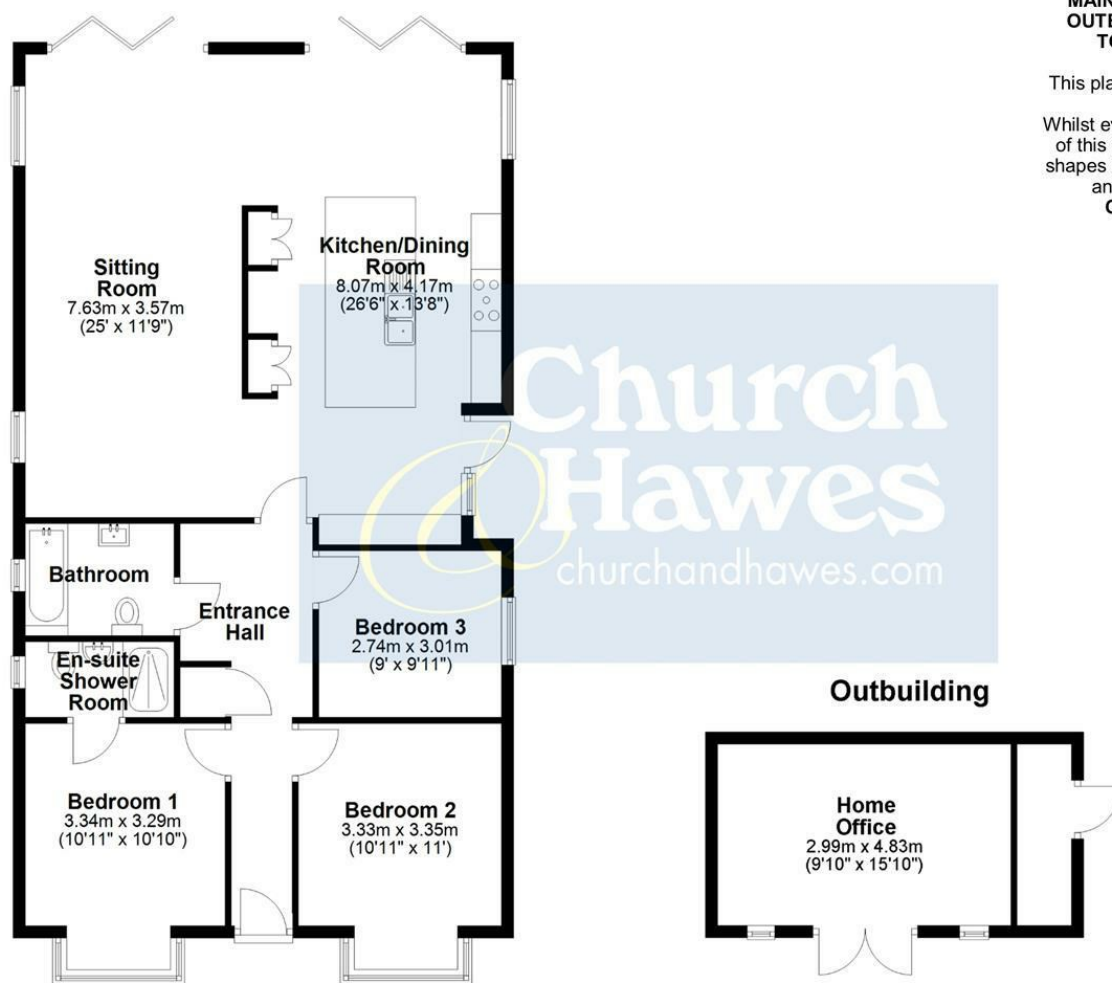 MAIN
OUTE
TO
This pla
Whilst ev
of this
shapes
an
Sitting
Room
7.63m x 3.57m
(25' x 11'9")
Kitchen/Dining
Room
8.07m x 4.17m
(26'6" x 13'8")
Church
& Hawes
churchandhawes.com
Bathroom
Entrance
Hall
Bedroom 3
2.74m x 3.01m
(9' x 9'11")
En-suite
Shower
Room
Bedroom 1
3.34m x 3.29m
(10'11" x 10'10")
Bedroom 2
3.33m x 3.35m
(10'11" x 11')
Outbuilding
Home
Office
2.99m x 4.83m
(9'10" x 15'10")